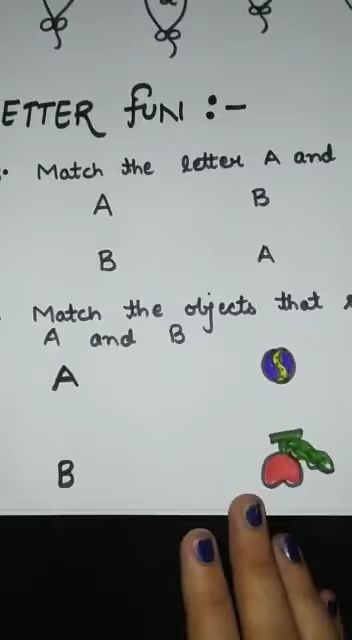 ETTER fUN :-
Match the letter A and
A B
B A
Match the objects that
A and B
A
B